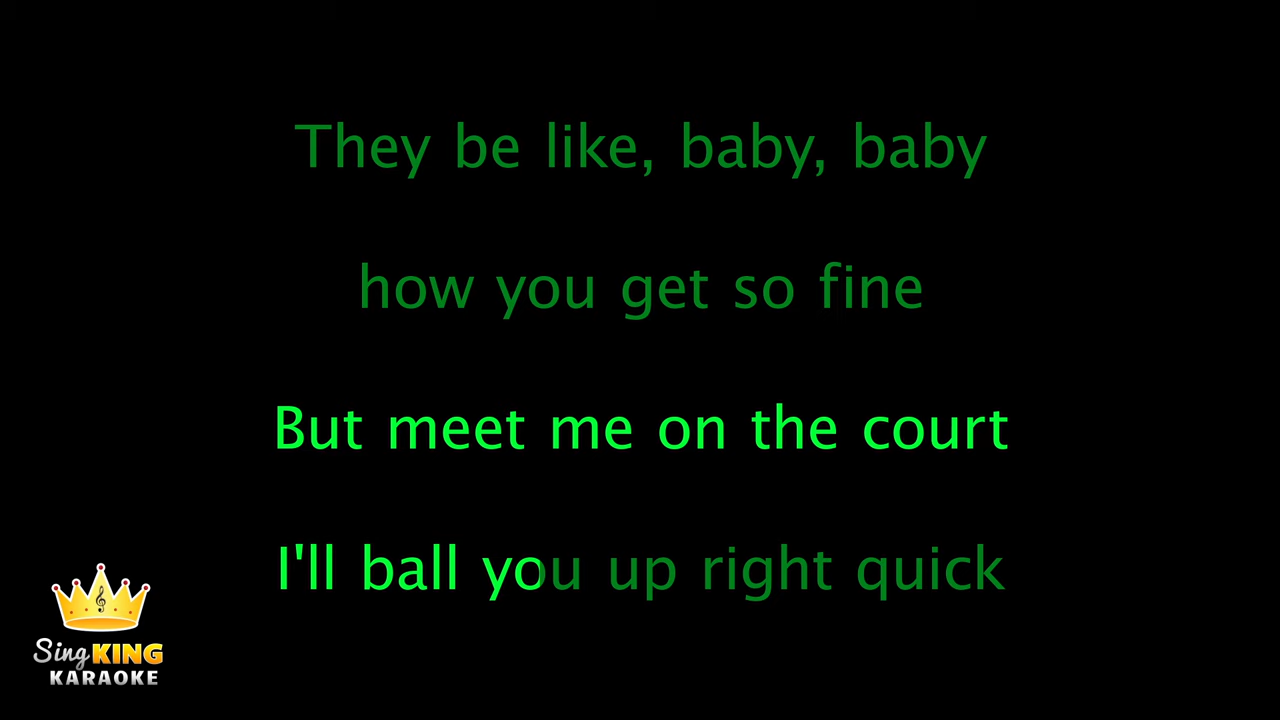 They be like, baby, baby
how you get so fine
But meet me on the court
I'll ball you up right quick
Sing KING
KARAOKE